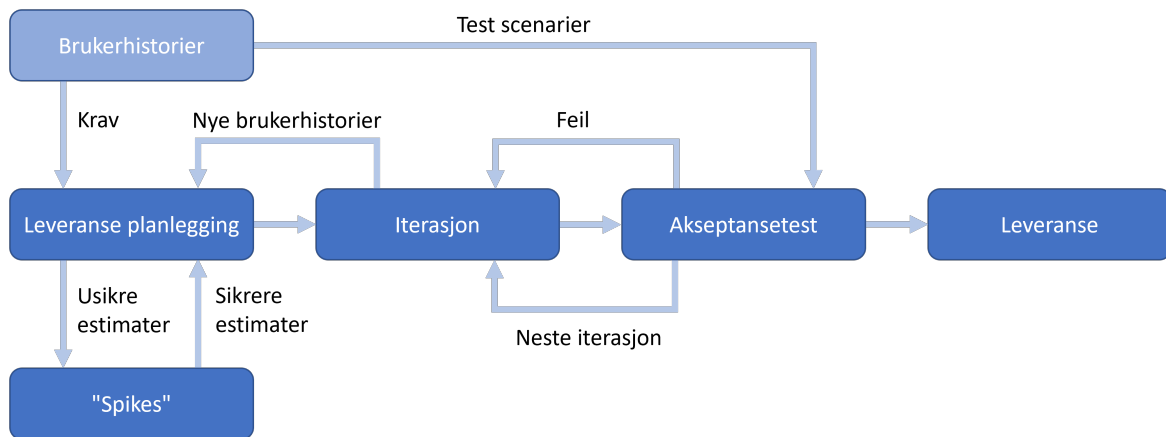 Test scenarier
Brukerhistorier
Krav
Nye brukerhistorier
Feil
Leveranse planlegging
Iterasjon
Akseptansetest
Leveranse
Usikre
estimater
Sikrere
estimater
Neste iterasjon
"Spikes"